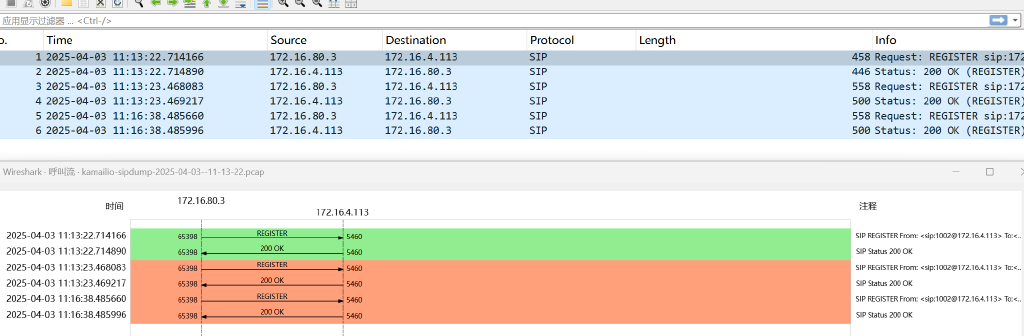 应用显示过滤器 … <Ctrl-/>
o. Time Source Destination Protocol Length Info
1 2025-04-03 11:13:22.714166 172.16.80.3 172.16.4.113 SIP 458 Request: REGISTER sip:172
2 2025-04-03 11:13:22.714890 172.16.4.113 172.16.80.3 SIP 446 Status: 200 OK (REGISTER)
3 2025-04-03 11:13:23.468083 172.16.80.3 172.16.4.113 SIP 558 Request: REGISTER sip:172
4 2025-04-03 11:13:23.469217 172.16.4.113 172.16.80.3 SIP 500 Status: 200 OK (REGISTER)
5 2025-04-03 11:16:38.485660 172.16.80.3 172.16.4.113 SIP 558 Request: REGISTER sip:172
6 2025-04-03 11:16:38.485996 172.16.4.113 172.16.80.3 SIP 500 Status: 200 OK (REGISTER)
Wireshark · 呼叫流 · kamailio-sipdump-2025-04-03--11-13-22.pcap
172.16.80.3
时间 172.16.4.113 注释
2025-04-03 11:13:22.714166 65398 REGISTER 5460 SIP REGISTER From: <sip:1002@172.16.4.113> To:<..
2025-04-03 11:13:22.714890 65398 200 OK 5460 SIP Status 200 OK
2025-04-03 11:13:23.468083 65398 REGISTER 5460 SIP REGISTER From: <sip:1002@172.16.4.113> To:<..
2025-04-03 11:13:23.469217 65398 200 OK 5460 SIP Status 200 OK
2025-04-03 11:16:38.485660 65398 REGISTER 5460 SIP REGISTER From: <sip:1002@172.16.4.113> To:<..
2025-04-03 11:16:38.485996 65398 200 OK 5460 SIP Status 200 OK